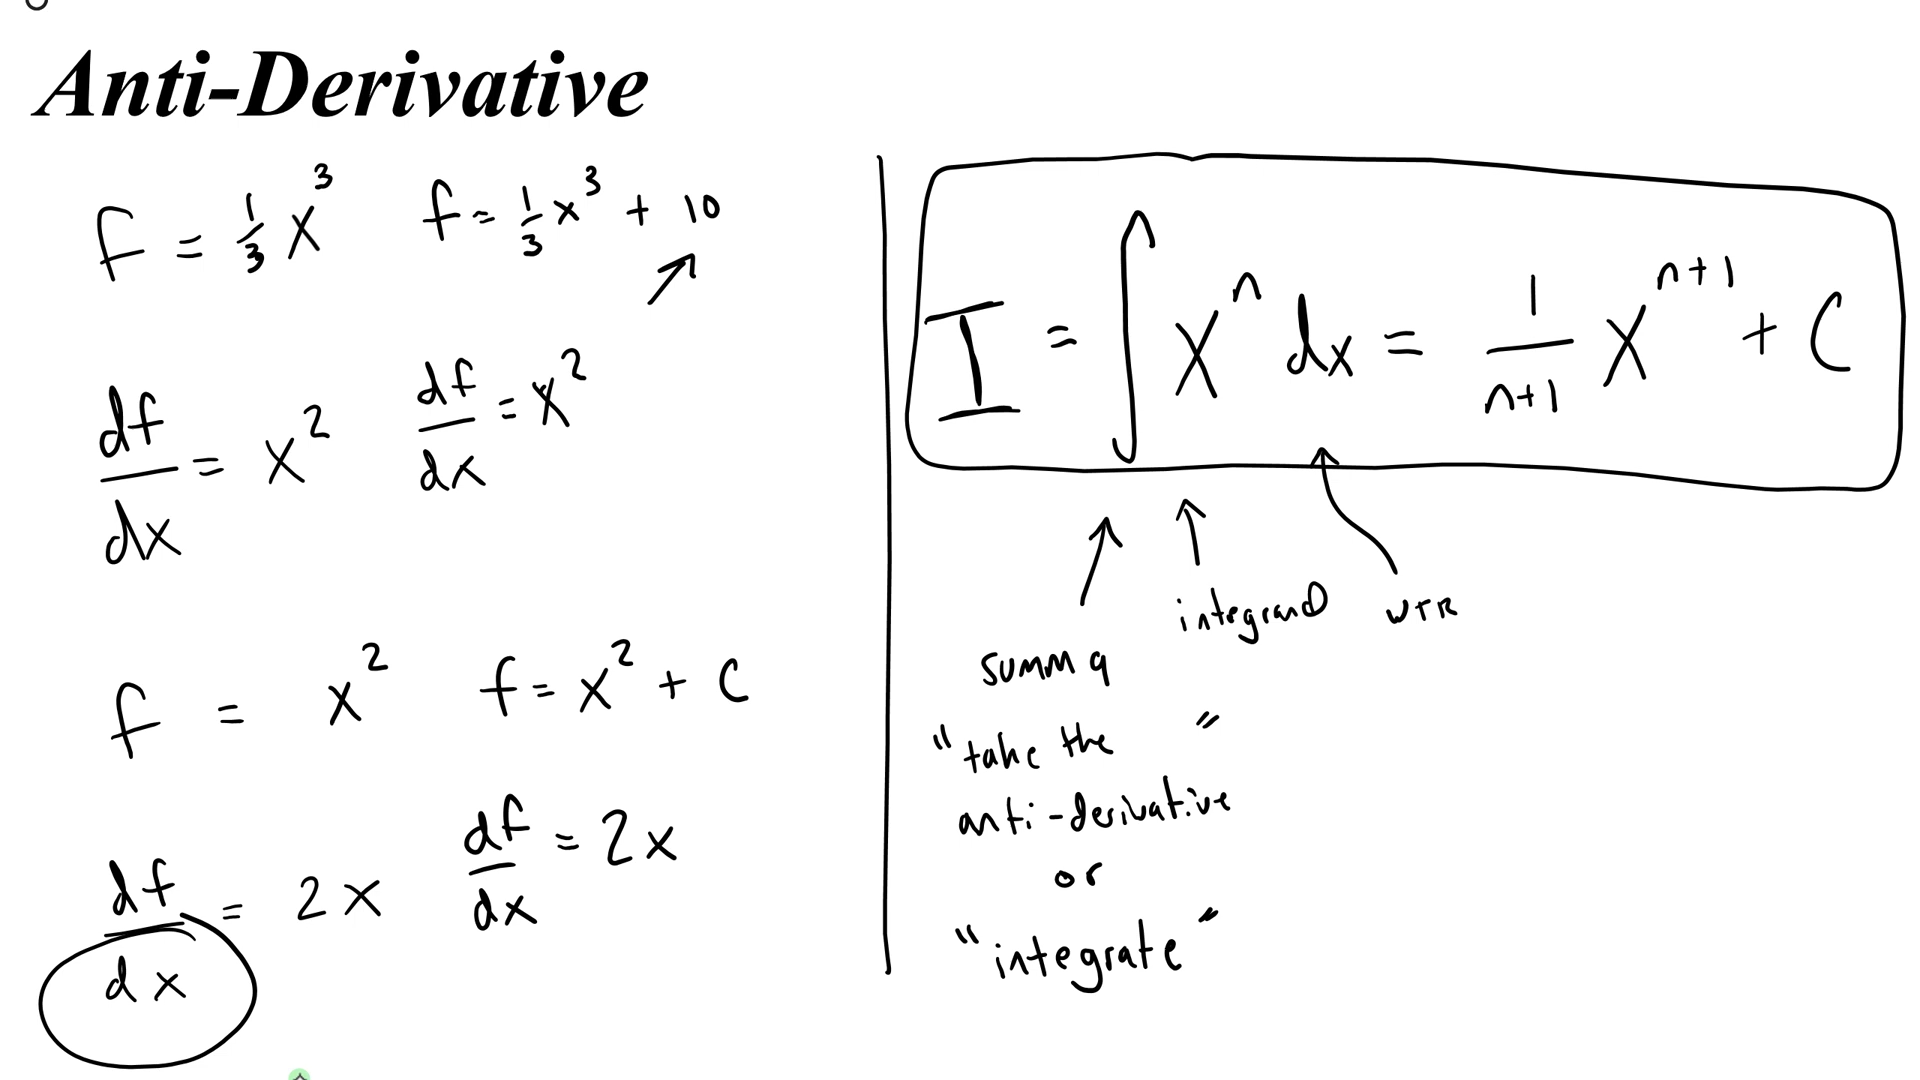 Anti-Derivative
f = 1/3 x^3
f = 1/3 x^3 + 10
df/dx = x^2
df/dx = x^2
f = x^2
f = x^2 + C
df/dx = 2x
df/dx = 2x
I = ∫ x^n dx = 1/(n+1) x^(n+1) + C
integrand
WTR
summa
"take the "
anti-derivative
or
"integrate"